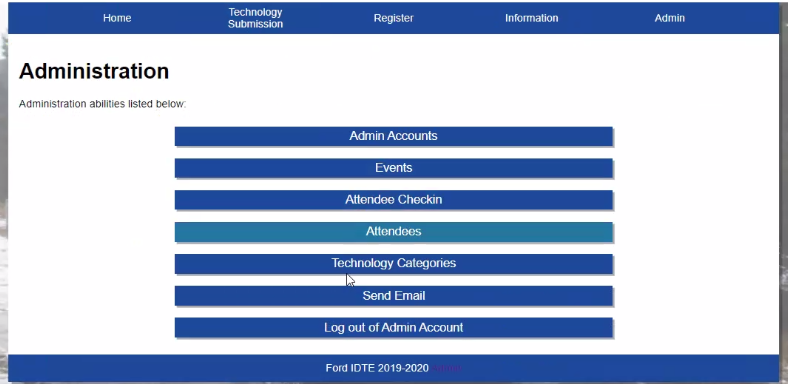 Home
Technology
Submission
Register
Information
Admin
Administration
Administration abilities listed below:
Admin Accounts
Events
Attendee Checkin
Attendees
Technology Categories
Send Email
Log out of Admin Account
Ford IDTE 2019-2020